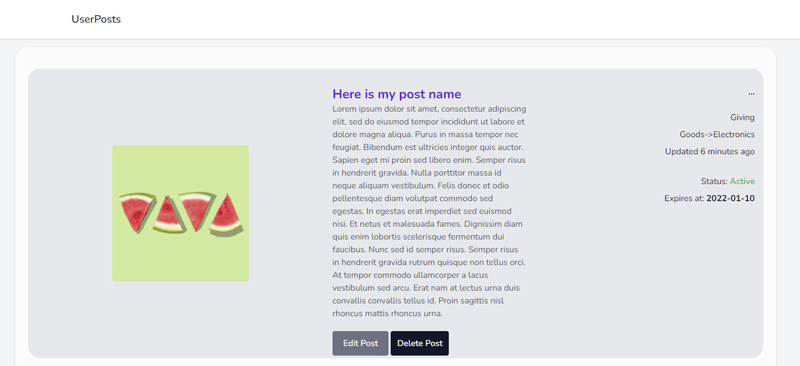 UserPosts
Here is my post name
Lorem ipsum dolor sit amet, consectetur adipiscing
elit, sed do eiusmod tempor incididunt ut labore et
dolore magna aliqua. Purus in massa tempor nec
feugiat. Bibendum est ultricies integer quis auctor.
Sapien eget mi proin sed libero enim. Semper risus
in hendrerit gravida. Nulla porttitor massa id
neque aliquam vestibulum. Felis donec et odio
pellentesque diam volutpat commodo sed
egestas. In egestas erat imperdiet sed euismod
nisi. Et netus et malesuada fames. Dignissim diam
quis enim lobortis scelerisque fermentum dui
faucibus. Nunc sed id semper risus. Semper risus
in hendrerit gravida rutrum quisque non tellus orci.
At tempor commodo ullamcorper a lacus
vestibulum sed arcu. Erat nam at lectus urna duis
convallis convallis tellus id. Proin sagittis nisl
rhoncus mattis rhoncus urna.
Edit Post Delete Post
...
Giving
Goods->Electronics
Updated 6 minutes ago
Status: Active
Expires at: 2022-01-10